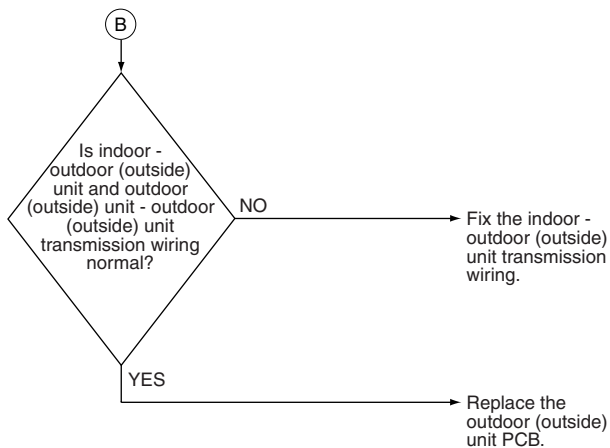 B
Is indoor -
outdoor (outside)
unit and outdoor
(outside) unit - outdoor
(outside) unit
transmission wiring
normal?
NO
Fix the indoor -
outdoor (outside)
unit transmission
wiring.
YES
Replace the
outdoor (outside)
unit PCB.